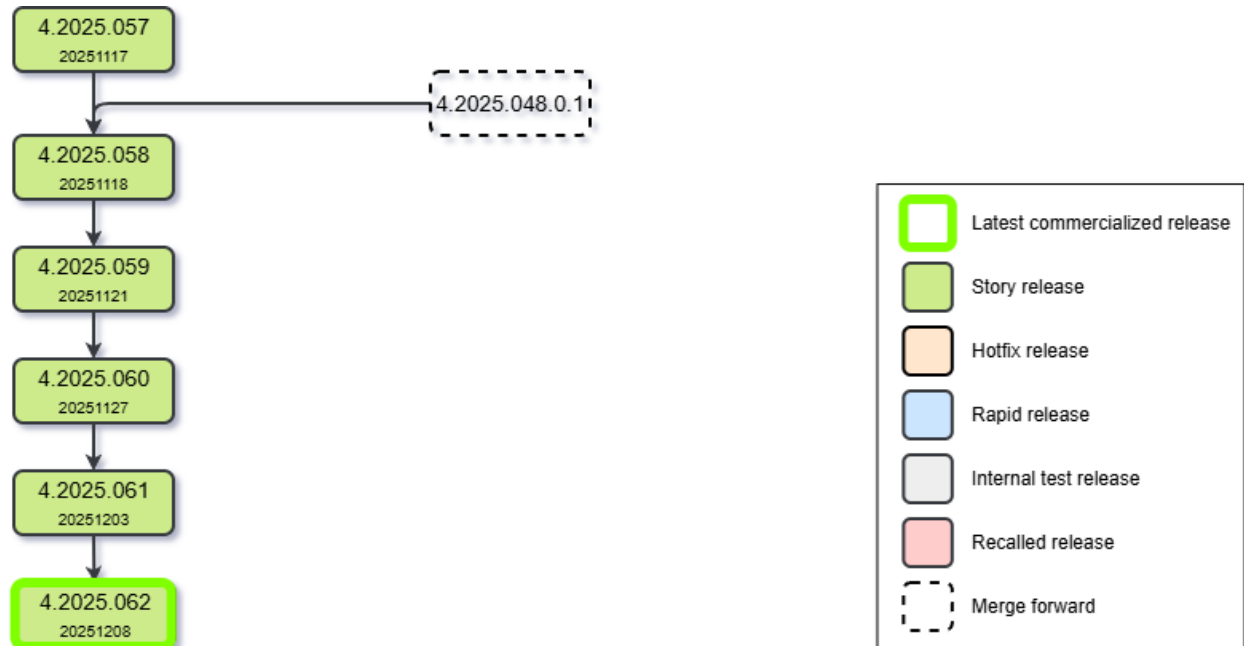 4.2025.057
20251117
4.2025.048.0.1
4.2025.058
20251118
4.2025.059
20251121
4.2025.060
20251127
4.2025.061
20251203
4.2025.062
20251208
Latest commercialized release
Story release
Hotfix release
Rapid release
Internal test release
Recalled release
Merge forward